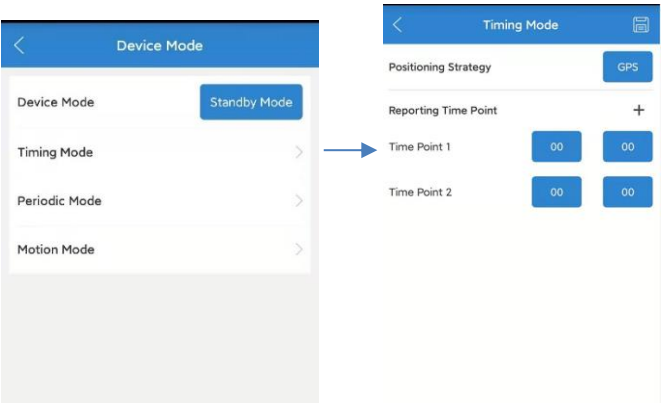 Device Mode
Device Mode Standby Mode
Timing Mode
Periodic Mode
Motion Mode
Timing Mode
Positioning Strategy GPS
Reporting Time Point +
Time Point 1 00 00
Time Point 2 00 00